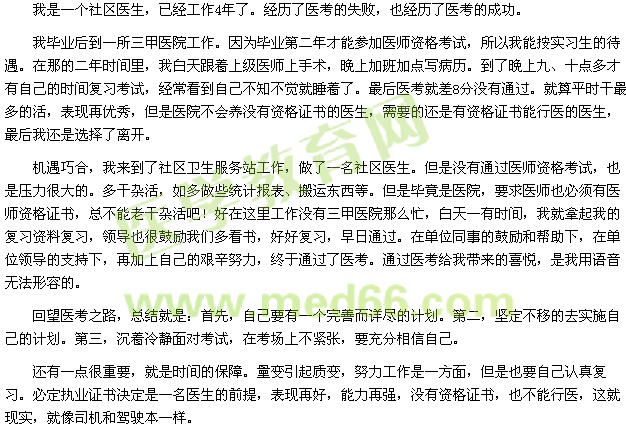 我是一个社区医生，已经工作4年了。经历了医考的失败，也经历了医考的成功。
我毕业后到一所三甲医院工作。因为毕业第二年才能参加医师资格考试，所以我能按实习生的待
遇。在那的二年时间里，我白天跟着上级医师上手术，晚上加班加点写病历。到了晚上九、十点多才
有自己的时间复习考试，经常看到自己不知不觉就睡着了。最后医考就差8分没有通过。就算平时干最
多的活，表现再优秀，但是医院不会养没有资格证书的医生，需要的还是有资格证能行医的医生，
最后我还是选择了离开。
机遇巧合，我来到了社区卫生服务站工作，做了一名社区医生。但是没有通过医师资格考试，也
是压力很大的。多干杂活，如多做些统计报表、搬运东西等。但是毕竟是医院，要求医师也必须有医
师资格证书，总不能老干杂活吧！好在这里工作没有三甲医院那么忙，白天一有时间，我就拿起我的
复习资料复习，领导也很鼓励我们多看书，好好复习，早日通过。在单位同事的鼓励和帮助下，在单
位领导的支持下，再加上自己的艰辛努力，终于通过了医考。通过医考给我带来的喜悦，是我用语音
无法形容的。
回望医考之路，总结就是：首先，自己要有一个完善而详尽的计划。第二，坚定不移的去实施自
己的计划。第三，沉着冷静面对考试，在考场上不紧张，要充分相信自己。
还有一点很重要，就是时间的保障。量变引起质变，努力工作是一方面，但是也要自己认真复
习。必定执业证书决定是一名医生的前提，表现再好，能力再强，没有资格证书，也不能行医，这就
现实，就像司机和驾驶本一样。
医学教育网
www.med66.com